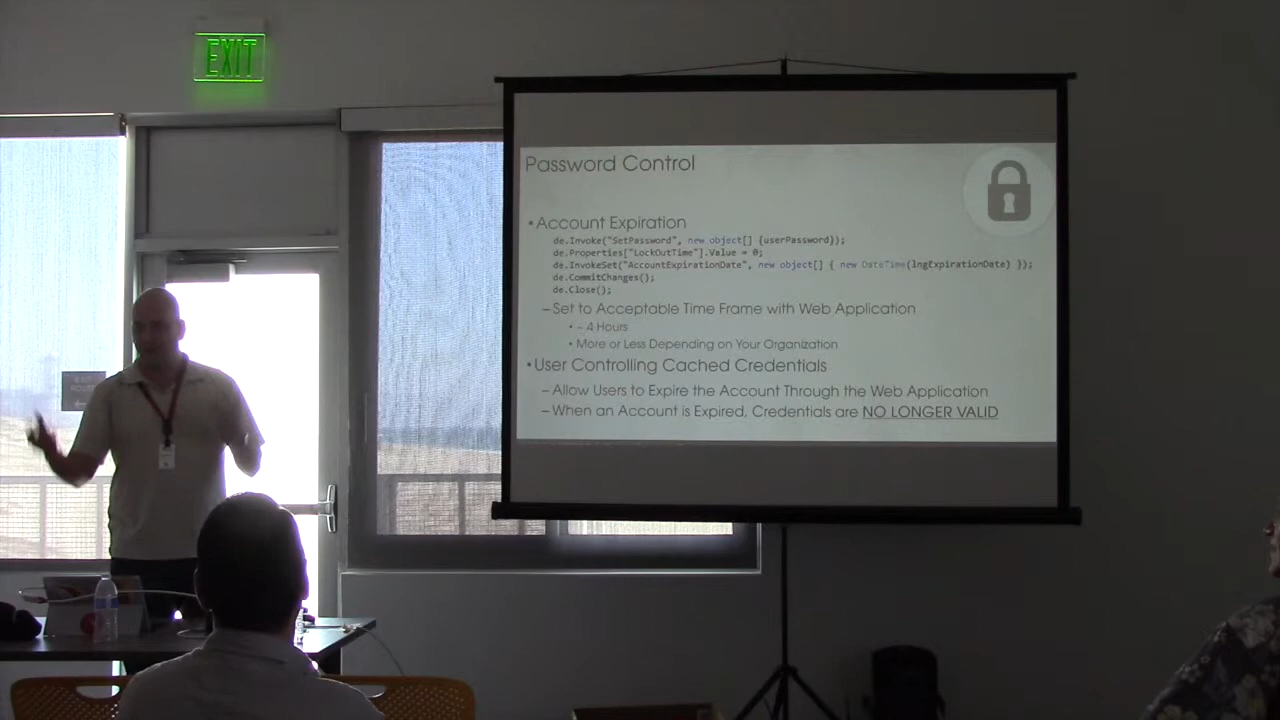 EXIT
Password Control
• Account Expiration
de.Invoke("SetPassword", new object[] {userPassword});
de.Properties["LockOutTime"].Value = 0;
de.InvokeSet("AccountExpirationDate", new object[] { new DateTime(lngExpirationDate) });
de.CommitChanges();
de.Close();
– Set to Acceptable Time Frame with Web Application
• ~ 4 Hours
• More or Less Depending on Your Organization
• User Controlling Cached Credentials
– Allow Users to Expire the Account Through the Web Application
– When an Account is Expired, Credentials are NO LONGER VALID